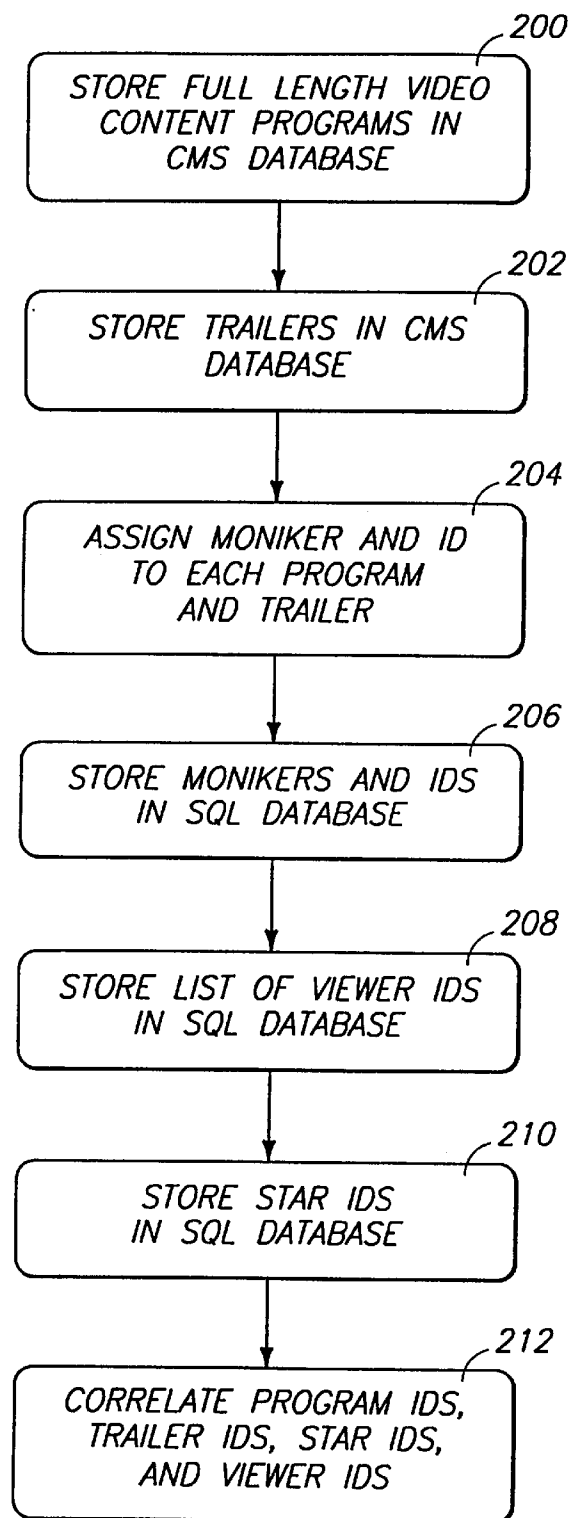 200
STORE FULL LENGTH VIDEO
CONTENT PROGRAMS IN
CMS DATABASE
202
STORE TRAILERS IN CMS
DATABASE
204
ASSIGN MONIKER AND ID
TO EACH PROGRAM
AND TRAILER
206
STORE MONIKERS AND IDS
IN SQL DATABASE
208
STORE LIST OF VIEWER IDS
IN SQL DATABASE
210
STORE STAR IDS
IN SQL DATABASE
212
CORRELATE PROGRAM IDS,
TRAILER IDS, STAR IDS,
AND VIEWER IDS